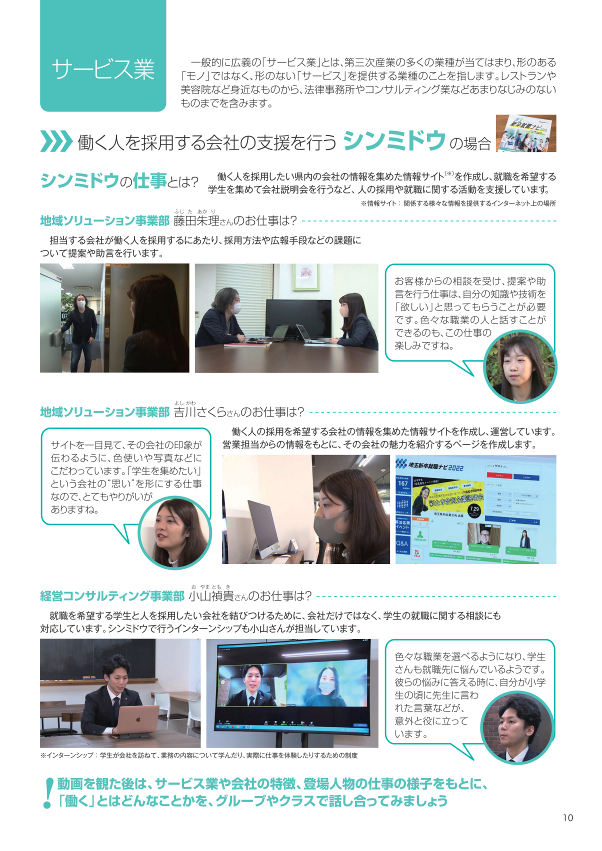 サービス業
一般的に広義の「サービス業」とは、第三次産業の多くの業種が当てはまり、形のある
「モノ」ではなく、形のない「サービス」を提供する業種のことを指します。レストランや
美容院など身近なものから、法律事務所やコンサルティング業などあまりなじみのない
ものまでを含みます。
働く人を採用する会社の支援を行う シンミドウ の場合
シンミドウの仕事とは?
働く人を採用したい県内の会社の情報を集めた情報サイト(※)を作成し、就職を希望する
学生を集めて会社説明会を行うなど、人の採用や就職に関する活動を支援しています。
※情報サイト：関係する様々な情報を提供するインターネット上の場所
ふじ た あか り
地域ソリューション事業部 藤田朱理さんのお仕事は?
担当する会社が働く人を採用するにあたり、採用方法や広報手段などの課題に
ついて提案や助言を行います。
お客様からの相談を受け、提案や助
言を行う仕事は、自分の知識や技術を
「欲しい」と思ってもらうことが必要
です。色々な職業の人と話すことが
できるのも、この仕事の
楽しみですね。
よし かわ
地域ソリューション事業部 吉川さくらさんのお仕事は?
働く人の採用を希望する会社の情報を集めた情報サイトを作成し、運営しています。
営業担当からの情報をもとに、その会社の魅力を紹介するページを作成します。
サイトを一目見て、その会社の印象が
伝わるように、色使いや写真などに
こだわっています。「学生を集めたい」
という会社の“思い”を形にする仕事
なので、とてもやりがいが
ありますね。
埼玉新卒就職ナビ2022
167
7.29
Q&A
お やま とも き
経営コンサルティング事業部 小山禎貴さんのお仕事は?
就職を希望する学生と人を採用したい会社を結びつけるために、会社だけではなく、学生の就職に関する相談にも
対応しています。シンミドウで行うインターンシップも小山さんが担当しています。
色々な職業を選べるようになり、学生
さんも就職先に悩んでいるようです。
彼らの悩みに答える時に、自分が小学
生の頃に先生に言わ
れた言葉などが、
意外と役に立って
います。
※インターンシップ：学生が会社を訪ねて、業務の内容について学んだり、実際に仕事を体験したりするための制度
! 動画を観た後は、サービス業や会社の特徴、登場人物の仕事の様子をもとに、
「働く」とはどんなことかを、グループやクラスで話し合ってみましょう
10